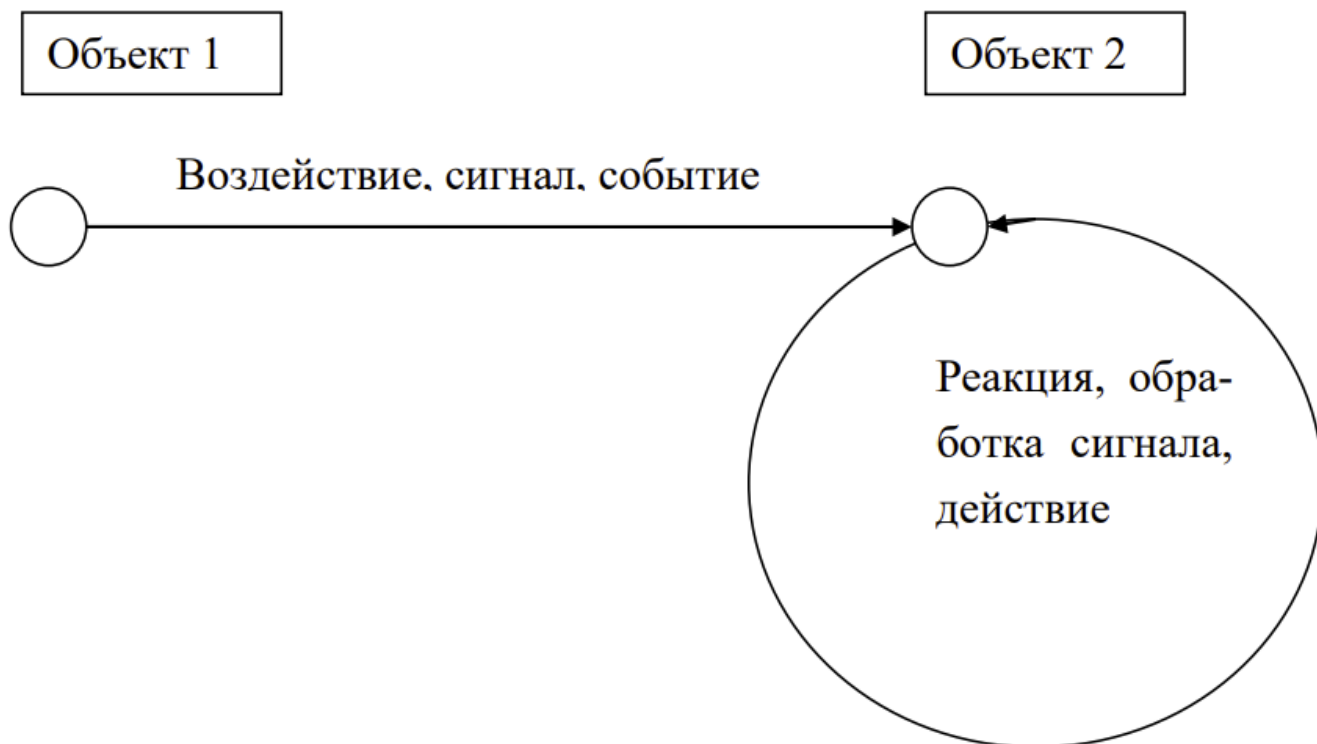 Объект 1
Объект 2
Воздействие, сигнал, событие
Реакция, обра-
ботка сигнала,
действие